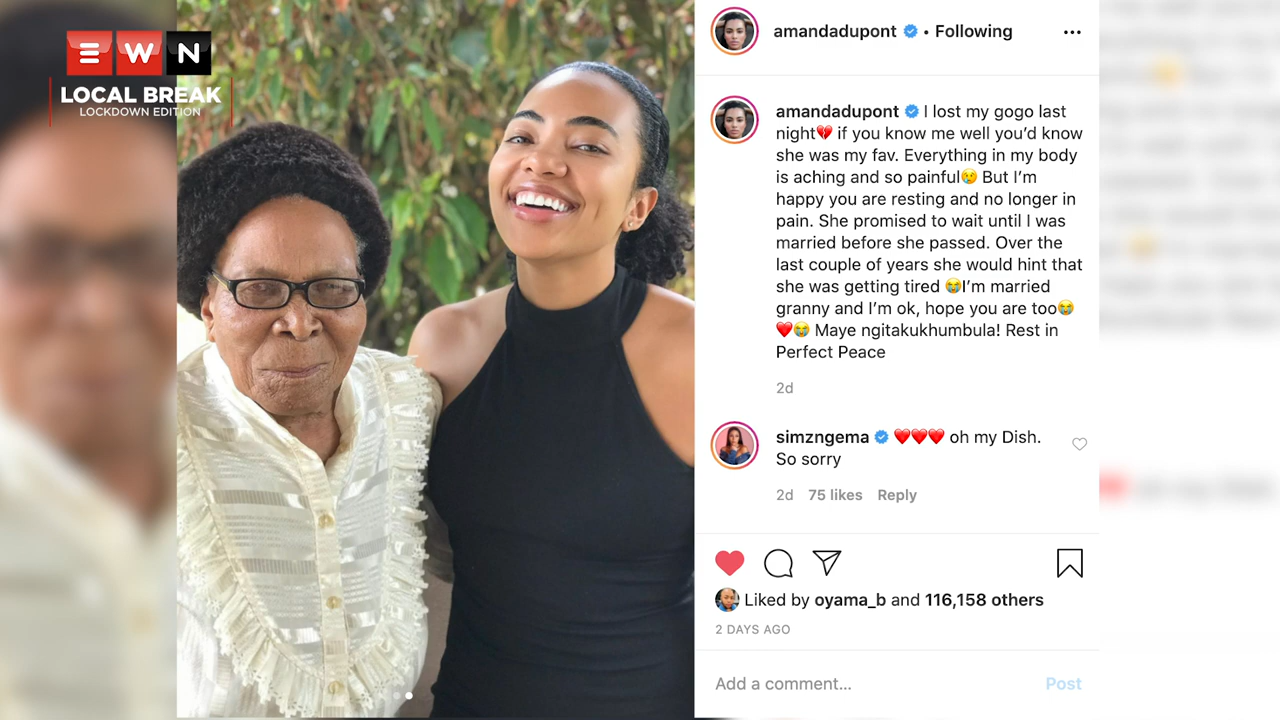 EWN
LOCAL BREAK
LOCKDOWN EDITION
amandadupont • Following
amandadupont I lost my gogo last
night💔 if you know me well you’d know
she was my fav. Everything in my body
is aching and so painful😢 But I’m
happy you are resting and no longer in
pain. She promised to wait until I was
married before she passed. Over the
last couple of years she would hint that
she was getting tired 😭I’m married
granny and I’m ok, hope you are too😭
❤️😭 Maye ngitakukhumbula! Rest in
Perfect Peace
2d
simzngema ❤️❤️❤️ oh my Dish.
So sorry
2d 75 likes Reply
Liked by oyama_b and 116,158 others
2 DAYS AGO
Add a comment... Post